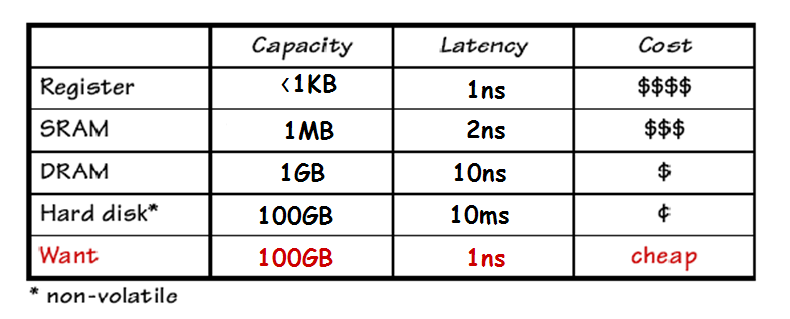 Capacity Latency Cost
Register <1KB 1ns $$$$
SRAM 1MB 2ns $$$
DRAM 1GB 10ns $
Hard disk* 100GB 10ms ¢
Want 100GB 1ns cheap
* non-volatile